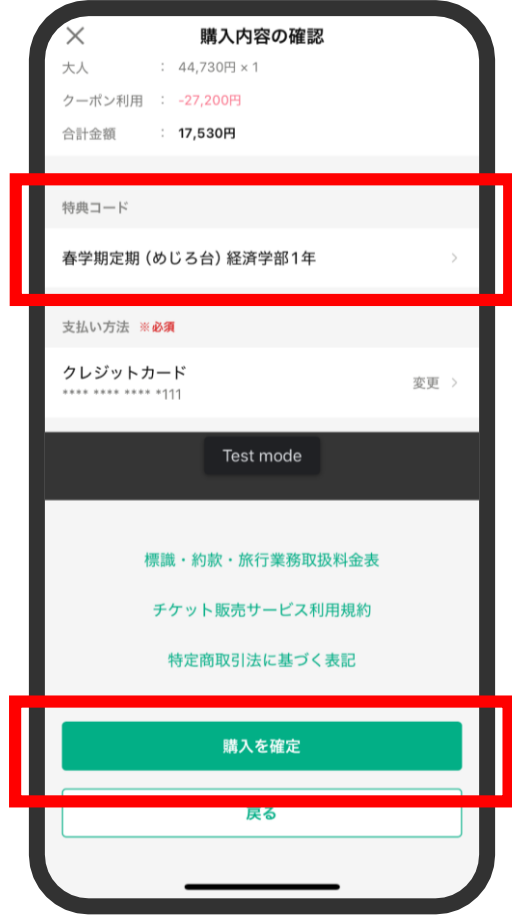 購入内容の確認
大人 : 44,730円 × 1
クーポン利用 : -27,200円
合計金額 : 17,530円
特典コード
春学期定期（めじろ台）経済学部1年
支払い方法 ※必須
クレジットカード
**** **** **** *111
変更
Test mode
標識・約款・旅行業務取扱料金表
チケット販売サービス利用規約
特定商取引法に基づく表記
購入を確定
戻る